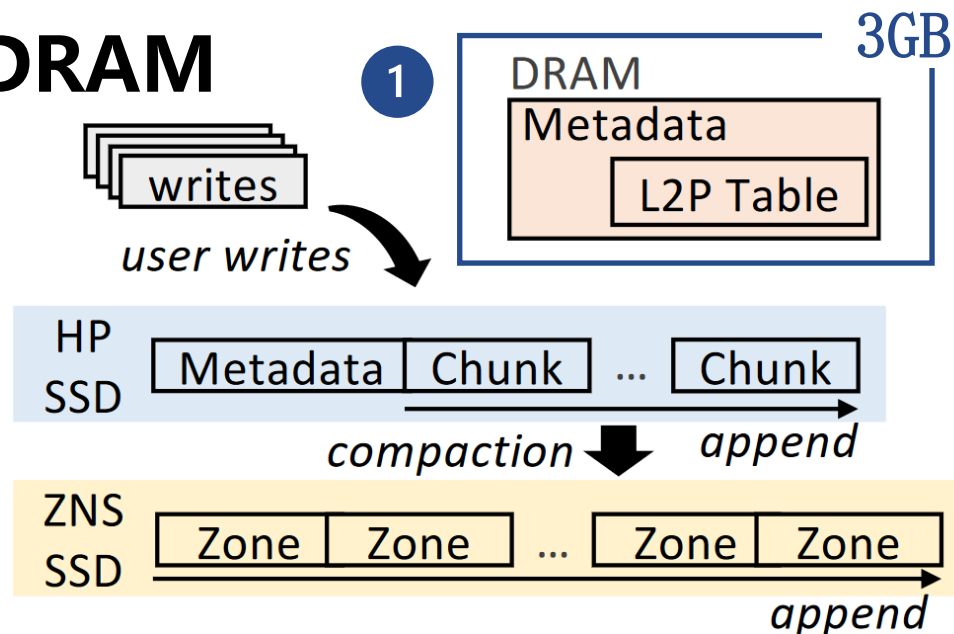 DRAM
1
3GB
DRAM
Metadata
L2P Table
writes
user writes
HP
SSD
Metadata
Chunk
...
Chunk
append
compaction
ZNS
SSD
Zone
Zone
...
Zone
Zone
append